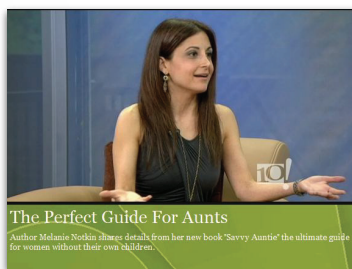 10!
The Perfect Guide For Aunts
Author Melanie Notkin shares details from her new book "Savvy Auntie" the ultimate guide
for women without their own children.